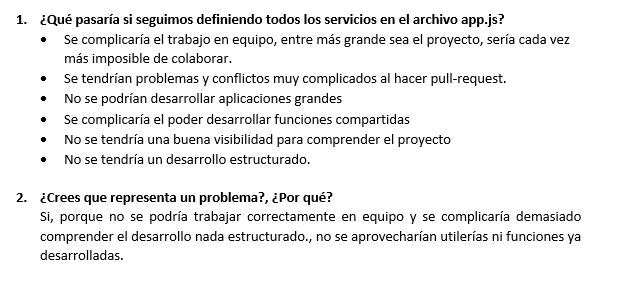 1. ¿Qué pasaría si seguimos definiendo todos los servicios en el archivo app.js?
• Se complicaría el trabajo en equipo, entre más grande sea el proyecto, sería cada vez
más imposible de colaborar.
• Se tendrían problemas y conflictos muy complicados al hacer pull-request.
• No se podrían desarrollar aplicaciones grandes
• Se complicaría el poder desarrollar funciones compartidas
• No se tendría una buena visibilidad para comprender el proyecto
• No se tendría un desarrollo estructurado.
2. ¿Crees que representa un problema?, ¿Por qué?
Si, porque no se podría trabajar correctamente en equipo y se complicaría demasiado
comprender el desarrollo nada estructurado., no se aprovecharían utilerías ni funciones ya
desarrolladas.